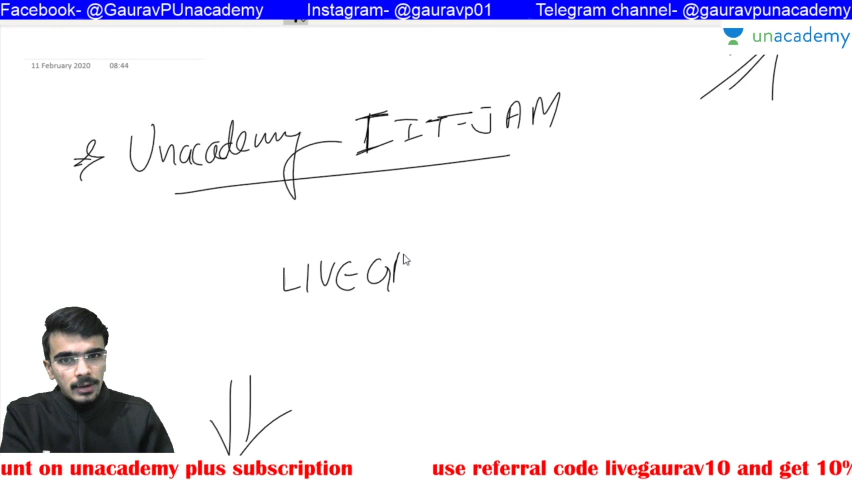 Facebook- @GauravPUnacademy Instagram- @gauravp01 Telegram channel- @gauravpunacademy
unacademy
11 February 2020 08:44
Unacademy IIT-JAM
LIVEGA
unt on unacademy plus subscription use referral code livegaurav10 and get 10%